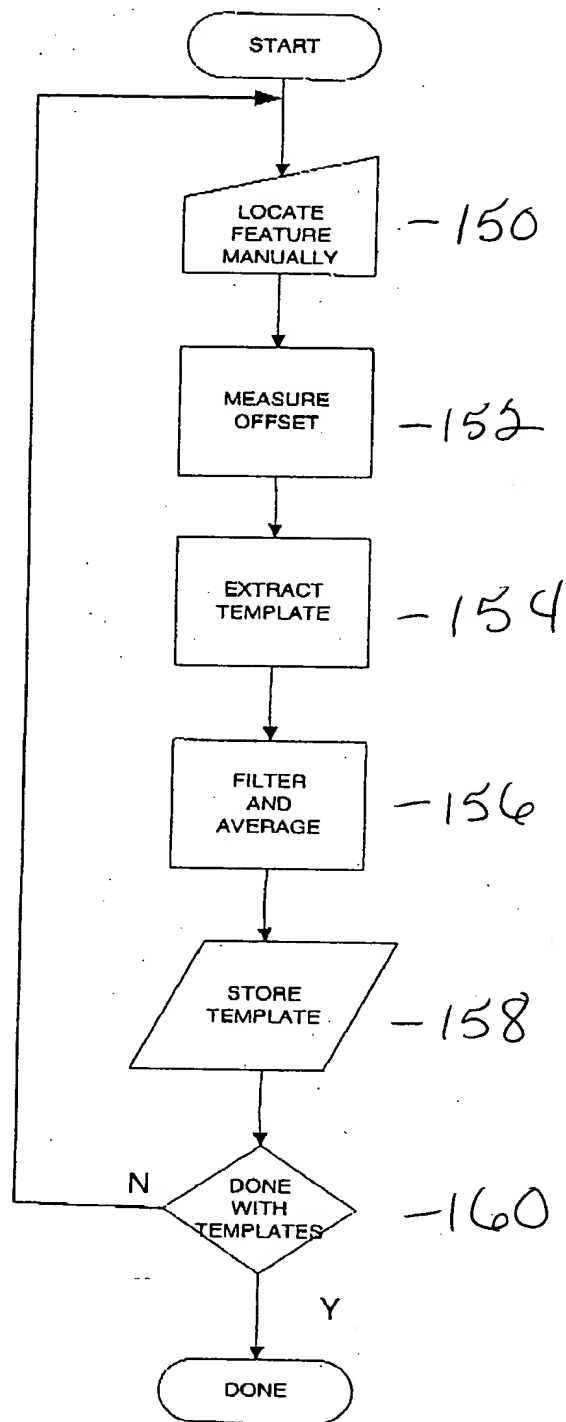 START
LOCATE
FEATURE
MANUALLY
-150
MEASURE
OFFSET
-152
EXTRACT
TEMPLATE
-154
FILTER
AND
AVERAGE
-156
STORE
TEMPLATE
-158
N
DONE
WITH
TEMPLATES
-160
Y
DONE